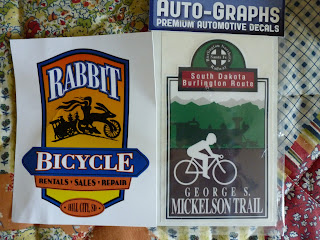 RABBIT
BICYCLE
RENTALS • SALES • REPAIR
HILL CITY, SD
AUTO-GRAPHS
PREMIUM AUTOMOTIVE DECALS
South Dakota
Burlington Route
GEORGE S.
MICKELSON TRAIL